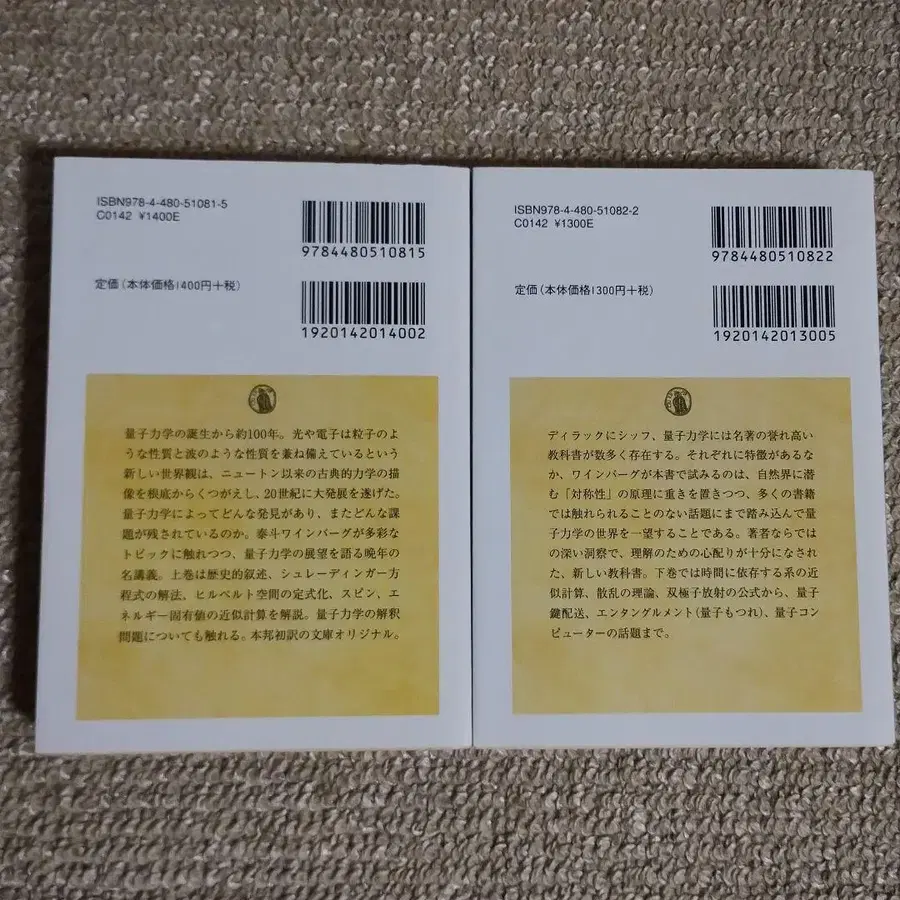 ISBN978-4-480-51081-5
C0142 ¥1400E
9784480510815
定価(本体価格1400円+税)
1920142014002
量子力学の誕生から約100年。光や電子は粒子のよ
うな性質と波のような性質を兼ね備えているという
新しい世界観は、ニュートン以来の古典的力学の描
像を根底からくつがえし、20世紀に大発展を遂げた。
量子力学によってどんな発見があり、またどんな課
題が残されているのか。泰斗ワインバーグが多彩な
トピックに触れつつ、量子力学の展望を語る晩年の
名講義。上巻は歴史的叙述、シュレーディンガー方
程式の解法、ヒルベルト空間の定式化、スピン、エ
ネルギー固有値の近似計算を解説。量子力学の解釈
問題についても触れる。本邦初訳の文庫オリジナル。
ISBN978-4-480-51082-2
C0142 ¥1300E
9784480510822
定価(本体価格1300円+税)
1920142013005
ディラックにシッフ、量子力学には名著の誉れ高い
教科書が数多く存在する。それぞれに特徴があるな
か、ワインバーグが本書で試みるのは、自然界に潜
む「対称性」の原理に重きを置きつつ、多くの書籍
では触れられることのない話題にまで踏み込んで量
子力学の世界を一望することである。著者ならでは
の深い洞察で、理解のための心配りが十分になされ
た、新しい教科書。下巻では時間に依存する系の近
似計算、散乱の理論、双極子放射の公式から、量子
鍵配送、エンタングルメント(量子もつれ)、量子コン
ピューターの話題まで。